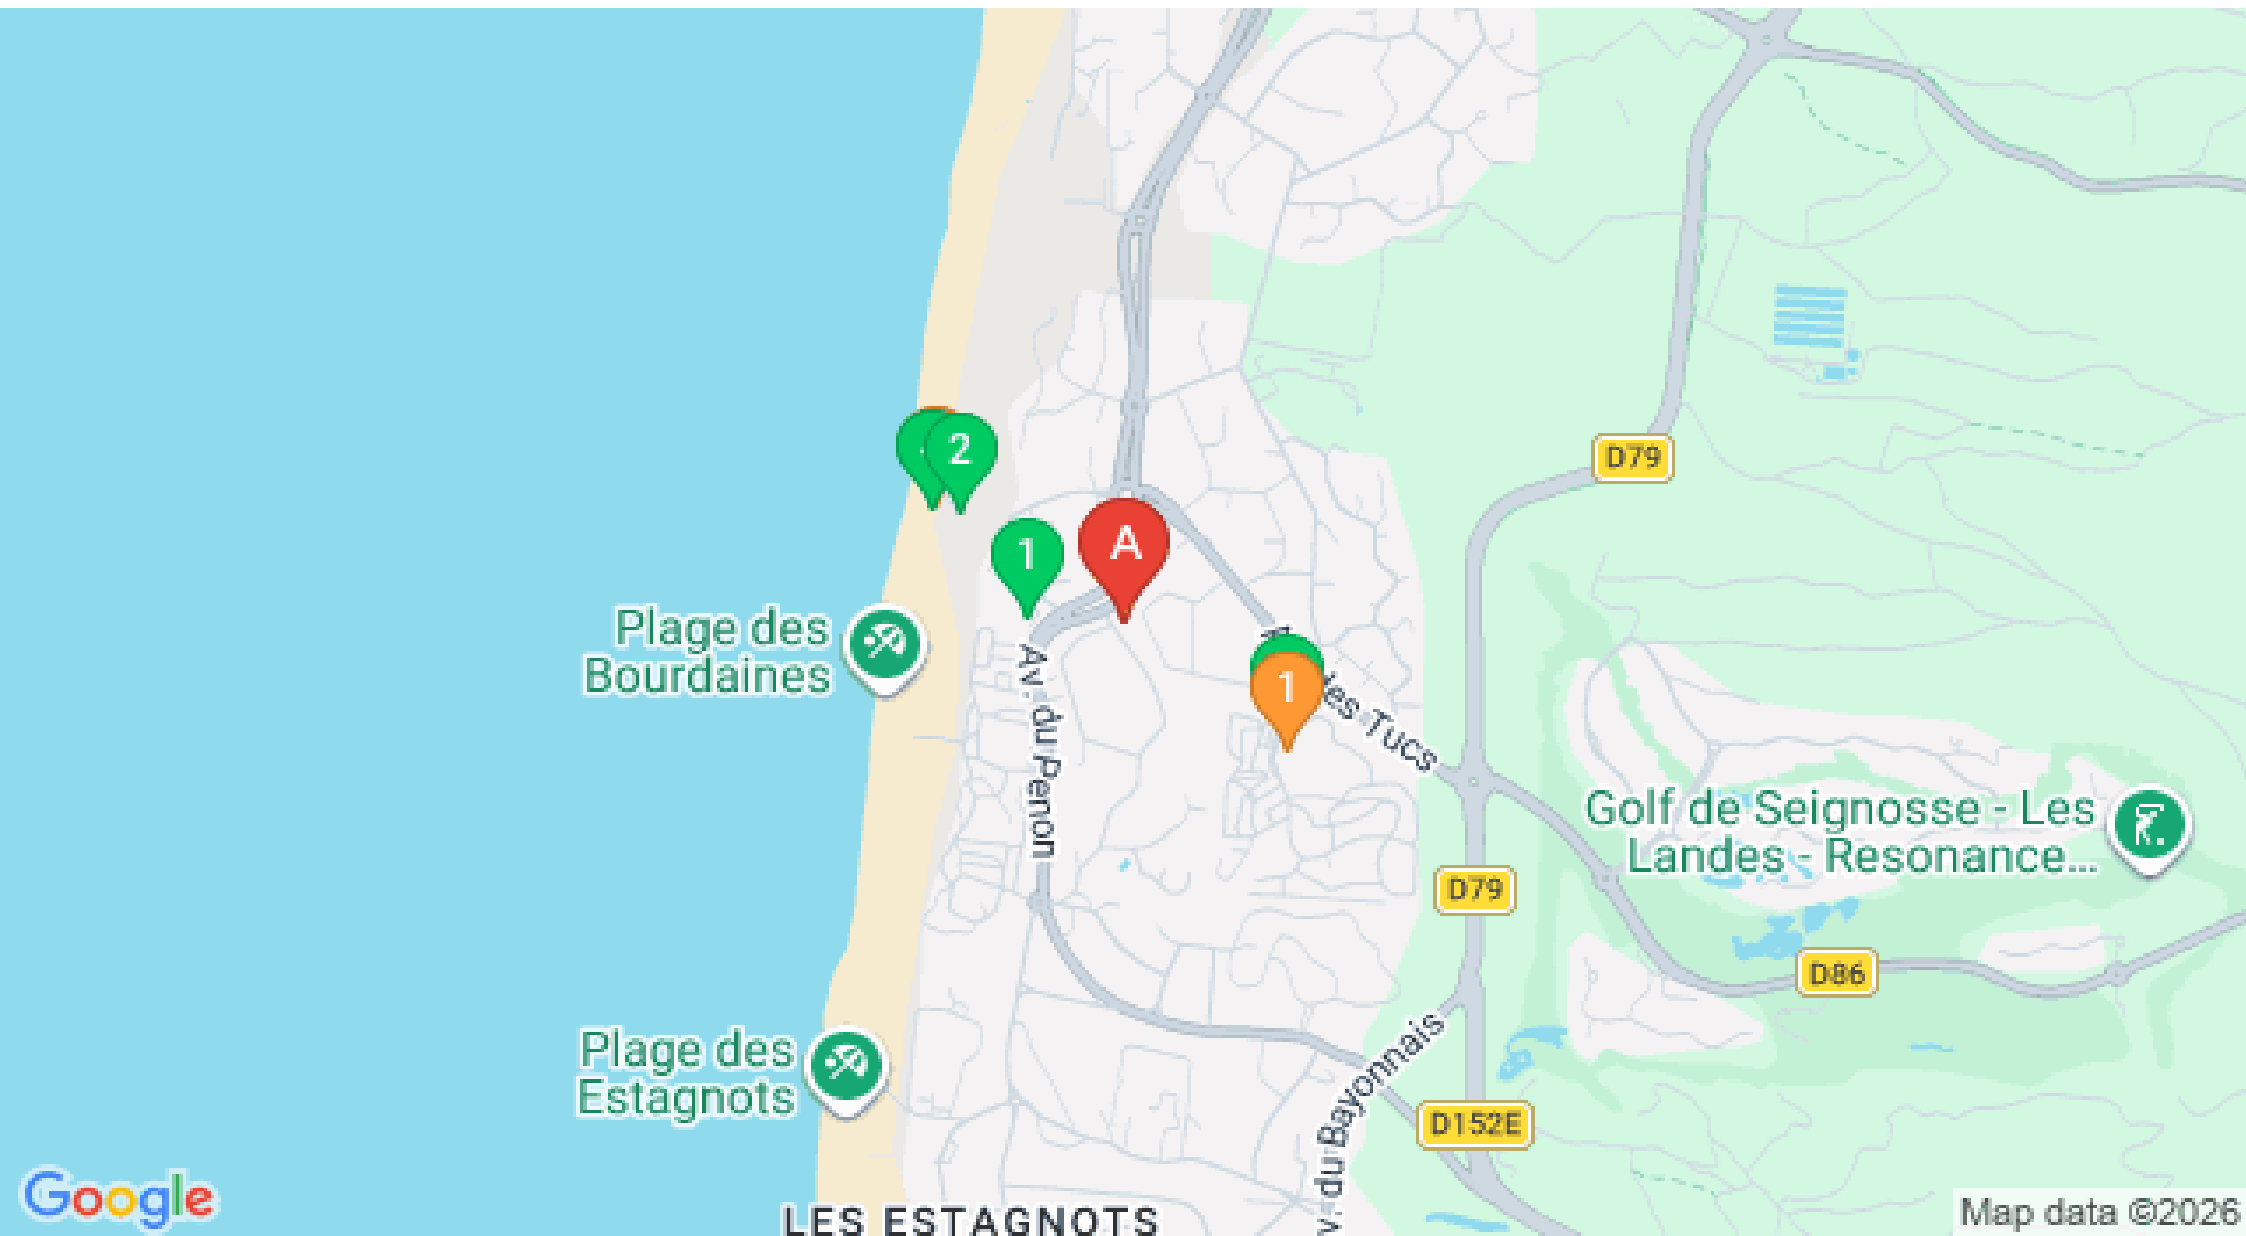 D79
2
1
A
Plage des
Bourdaines
1
des Tucs
Av. du Penon
Golf de Seignosse - Les
Landes - Resonance...
D79
D86
Plage des
Estagnots
Av. du Bayonnais
D152E
LES ESTAGNOTS
Google
Map data ©2026